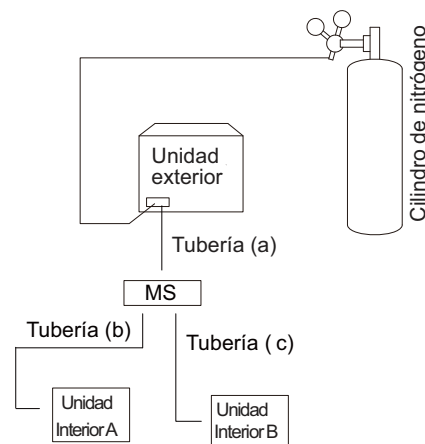 Cilindro de nitrógeno
Unidad
exterior
Tubería (a)
MS
Tubería (b)
Tubería ( c)
Unidad
Interior A
Unidad
Interior B